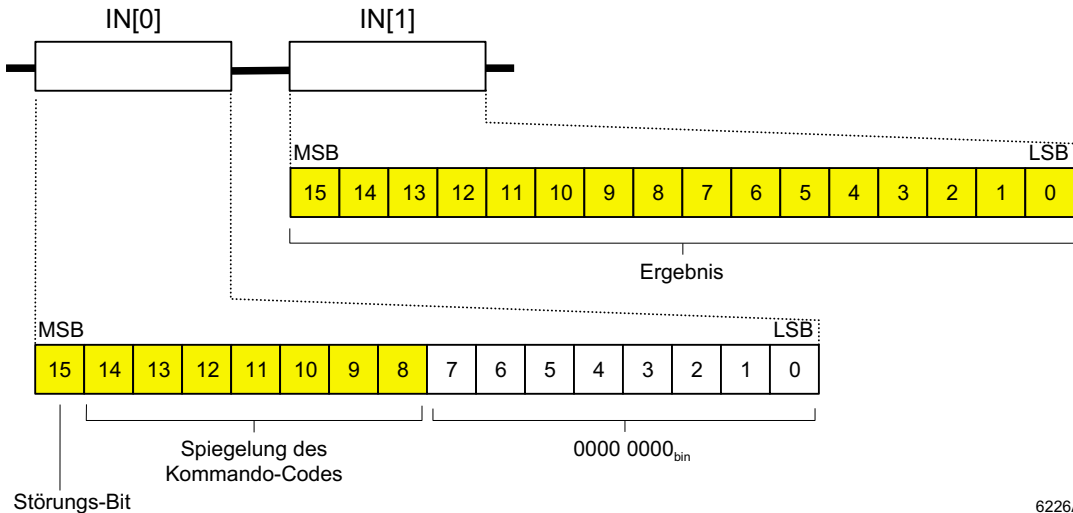 IN[0] IN[1]
MSB LSB
15 14 13 12 11 10 9 8 7 6 5 4 3 2 1 0
Ergebnis
MSB LSB
15 14 13 12 11 10 9 8 7 6 5 4 3 2 1 0
Spiegelung des
Kommando-Codes
0000 0000bin
Störungs-Bit